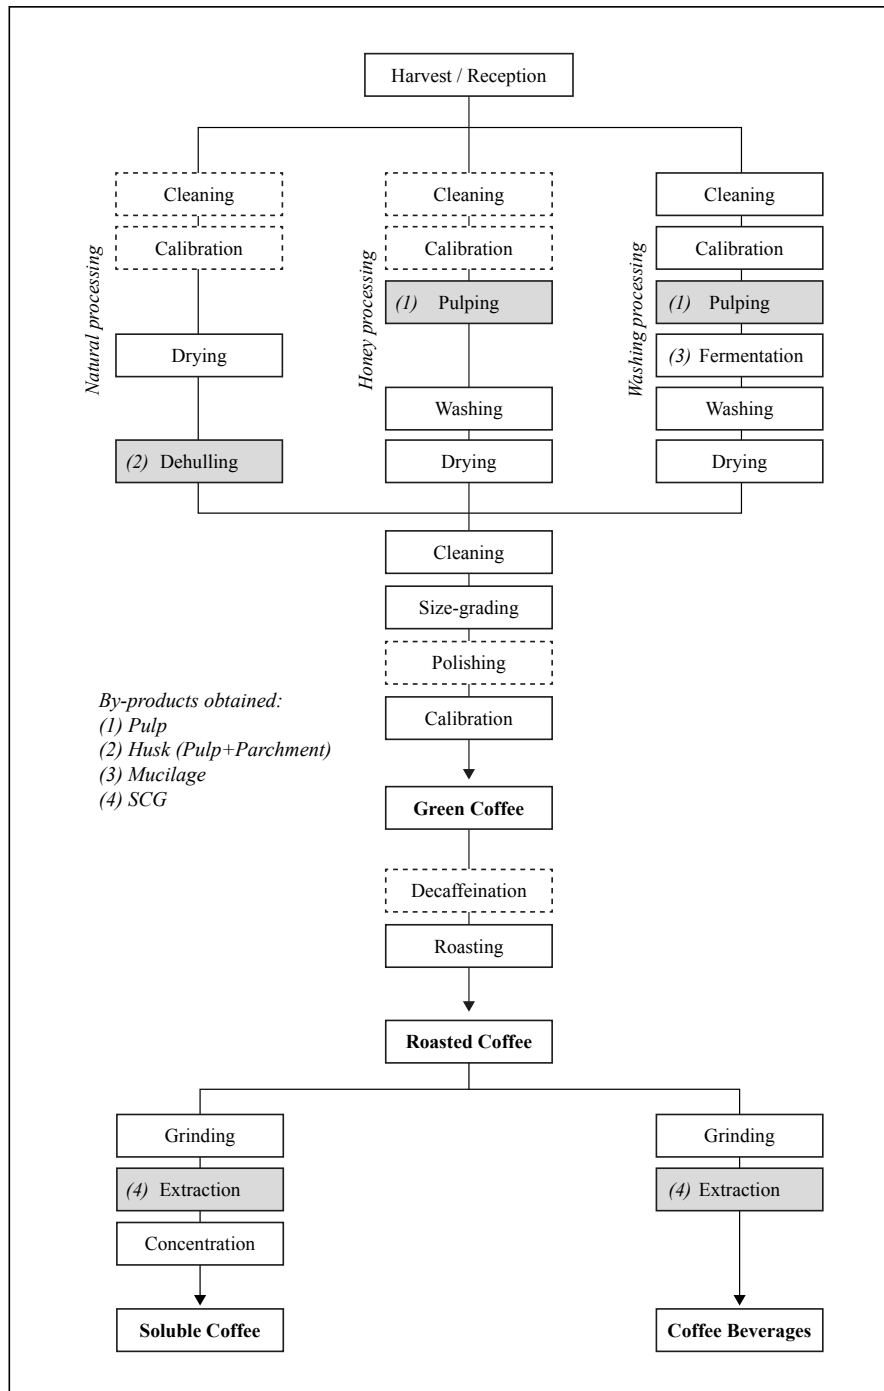 Harvest / Reception
Natural processing
Cleaning
Calibration
Drying
(2) Dehulling
Honey processing
Cleaning
Calibration
(1) Pulping
Washing
Drying
Washing processing
Cleaning
Calibration
(1) Pulping
(3) Fermentation
Washing
Drying
Cleaning
Size-grading
Polishing
Calibration
By-products obtained:
(1) Pulp
(2) Husk (Pulp+Parchment)
(3) Mucilage
(4) SCG
Green Coffee
Decaffeination
Roasting
Roasted Coffee
Grinding
(4) Extraction
Concentration
Soluble Coffee
Grinding
(4) Extraction
Coffee Beverages